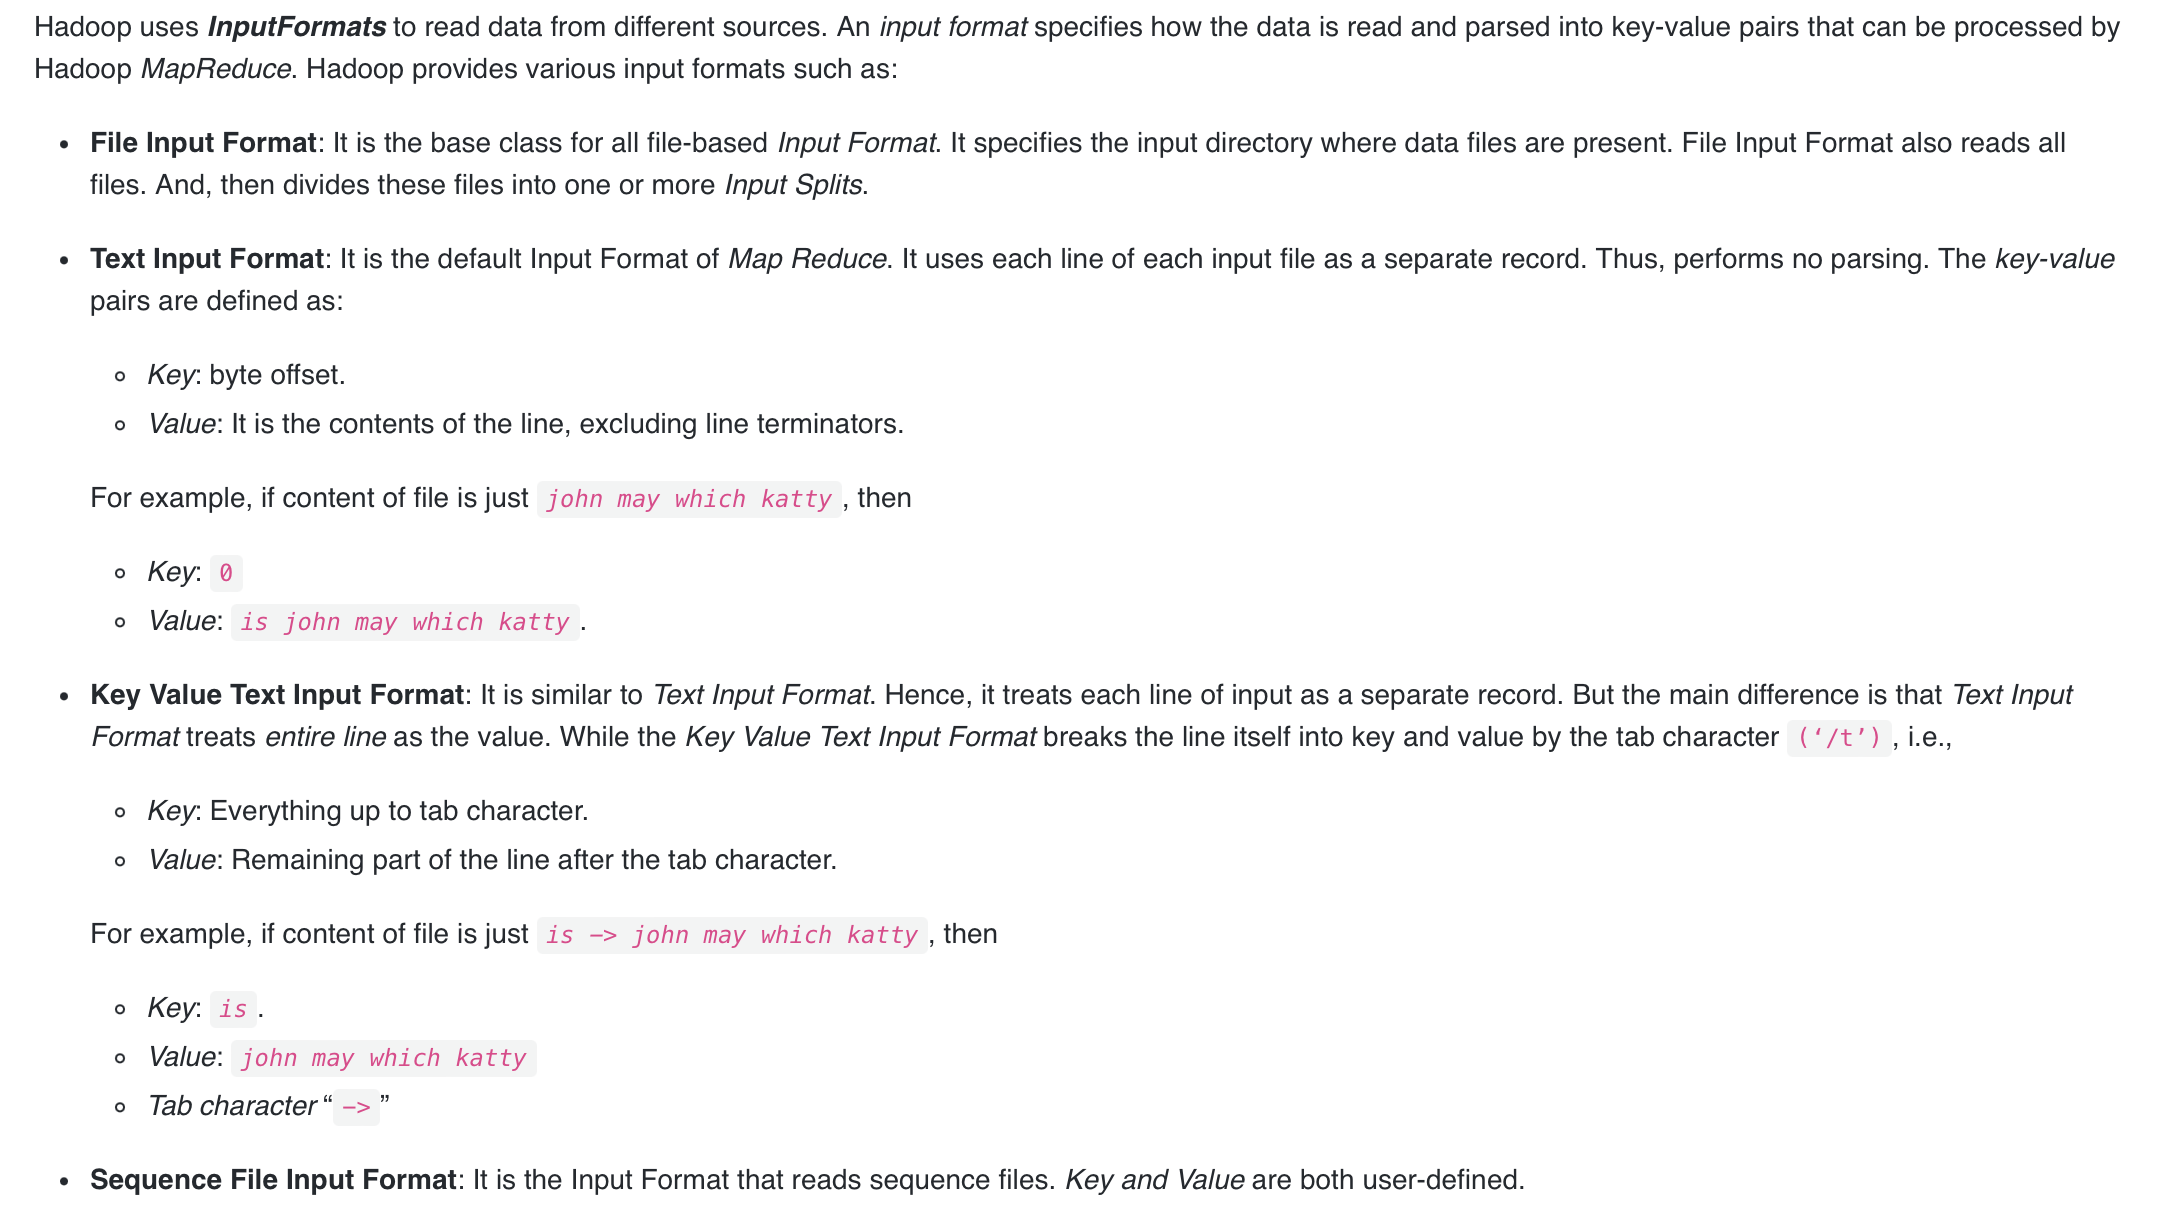 Hadoop uses InputFormats to read data from different sources. An input format specifies how the data is read and parsed into key-value pairs that can be processed by
Hadoop MapReduce. Hadoop provides various input formats such as:
• File Input Format: It is the base class for all file-based Input Format. It specifies the input directory where data files are present. File Input Format also reads all
files. And, then divides these files into one or more Input Splits.
• Text Input Format: It is the default Input Format of Map Reduce. It uses each line of each input file as a separate record. Thus, performs no parsing. The key-value
pairs are defined as:
◦ Key: byte offset.
◦ Value: It is the contents of the line, excluding line terminators.
For example, if content of file is just john may which katty, then
◦ Key: 0
◦ Value: is john may which katty.
• Key Value Text Input Format: It is similar to Text Input Format. Hence, it treats each line of input as a separate record. But the main difference is that Text Input
Format treats entire line as the value. While the Key Value Text Input Format breaks the line itself into key and value by the tab character (‘/t’), i.e.,
◦ Key: Everything up to tab character.
◦ Value: Remaining part of the line after the tab character.
For example, if content of file is just is –> john may which katty, then
◦ Key: is.
◦ Value: john may which katty
◦ Tab character “–>”
• Sequence File Input Format: It is the Input Format that reads sequence files. Key and Value are both user-defined.